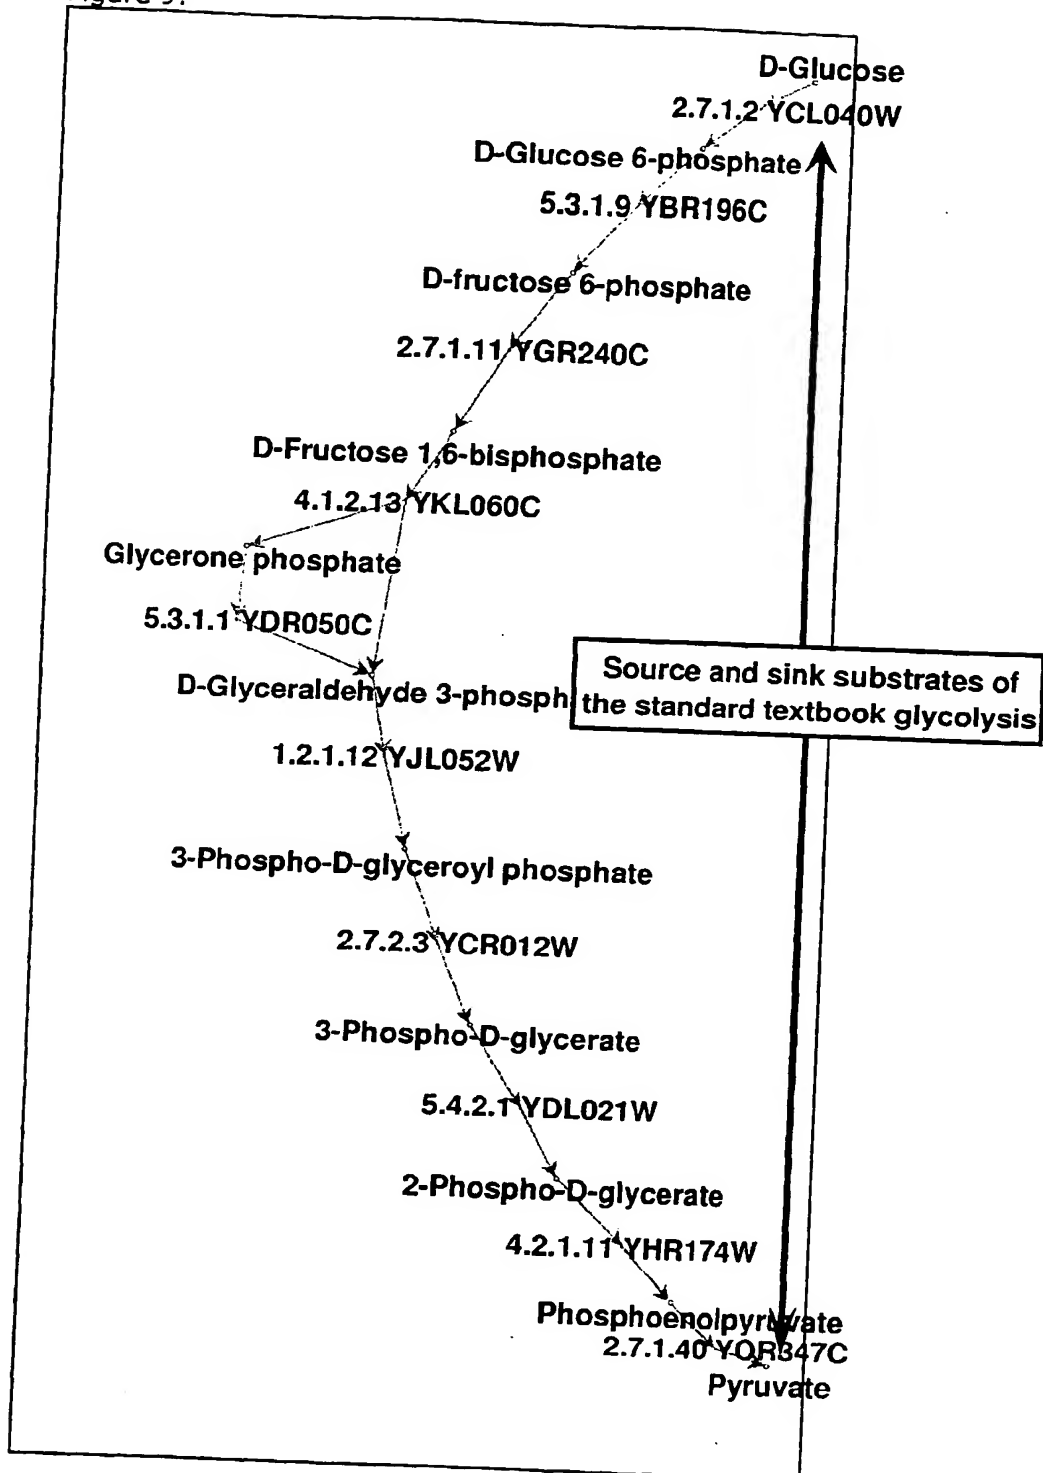 D-Glucose
2.7.1.2 YCL040W
D-Glucose 6-phosphate
5.3.1.9 YBR196C
D-fructose 6-phosphate
2.7.1.11 YGR240C
D-Fructose 1,6-bisphosphate
4.1.2.13 YKL060C
Glycerone phosphate
5.3.1.1 YDR050C
D-Glyceraldehyde 3-phosph
Source and sink substrates of
the standard textbook glycolysis
1.2.1.12 YJL052W
3-Phospho-D-glyceroyl phosphate
2.7.2.3 YCR012W
3-Phospho-D-glycerate
5.4.2.1 YDL021W
2-Phospho-D-glycerate
4.2.1.11 YHR174W
Phosphoenolpyruvate
2.7.1.40 YOR347C
Pyruvate